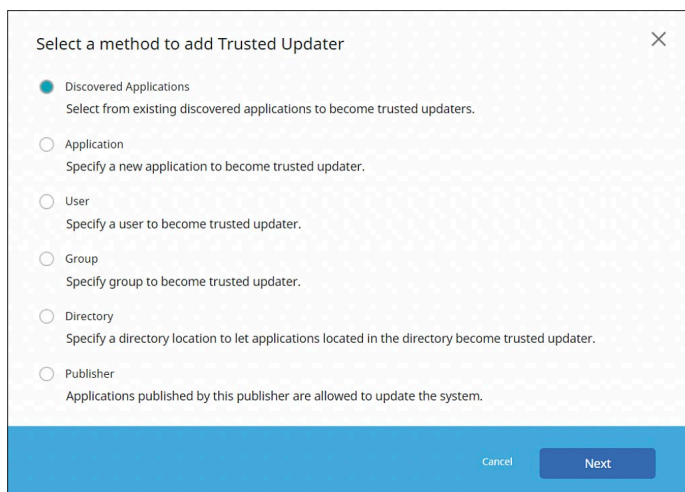 Select a method to add Trusted Updater
Discovered Applications
Select from existing discovered applications to become trusted updaters.
Application
Specify a new application to become trusted updater.
User
Specify a user to become trusted updater.
Group
Specify group to become trusted updater.
Directory
Specify a directory location to let applications located in the directory become trusted updater.
Publisher
Applications published by this publisher are allowed to update the system.
Cancel Next